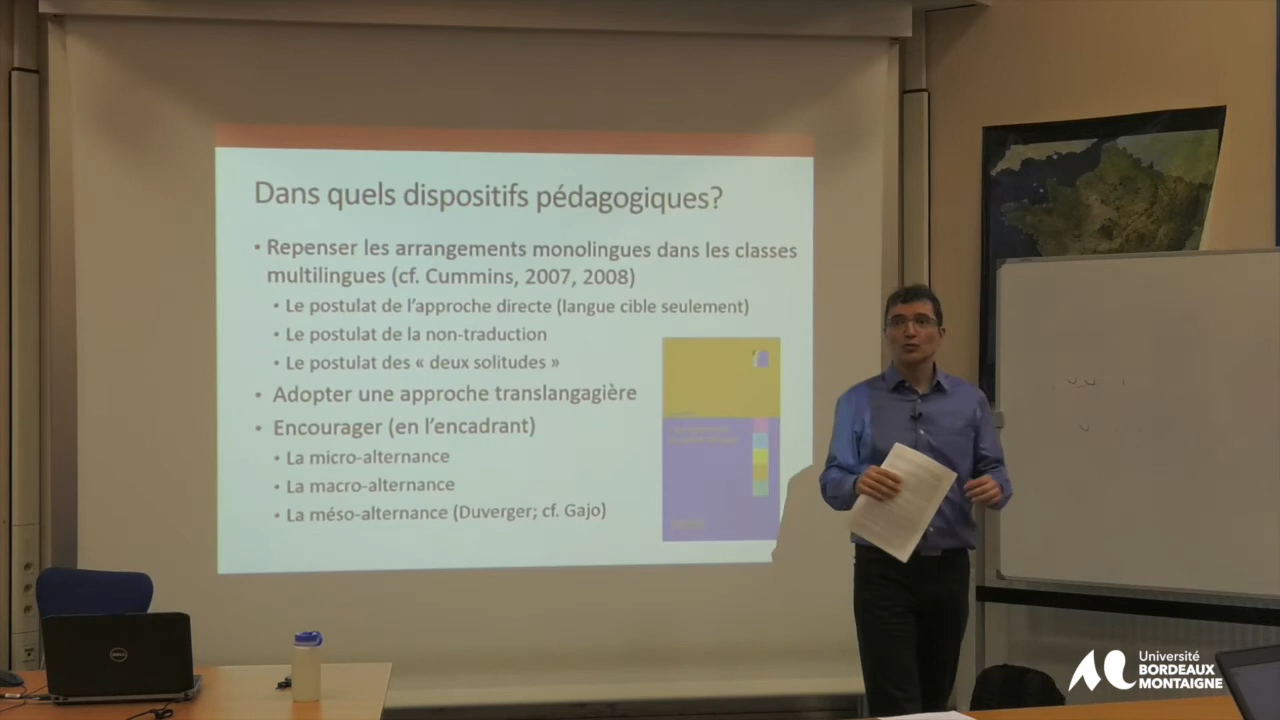 Dans quels dispositifs pédagogiques?
• Repenser les arrangements monolingues dans les classes
multilingues (cf. Cummins, 2007, 2008)
• Le postulat de l'approche directe (langue cible seulement)
• Le postulat de la non-traduction
• Le postulat des « deux solitudes »
• Adopter une approche translangagière
• Encourager (en l'encadrant)
• La micro-alternance
• La macro-alternance
• La méso-alternance (Duverger; cf. Gajo)
DELL
Université
BORDEAUX
MONTAIGNE